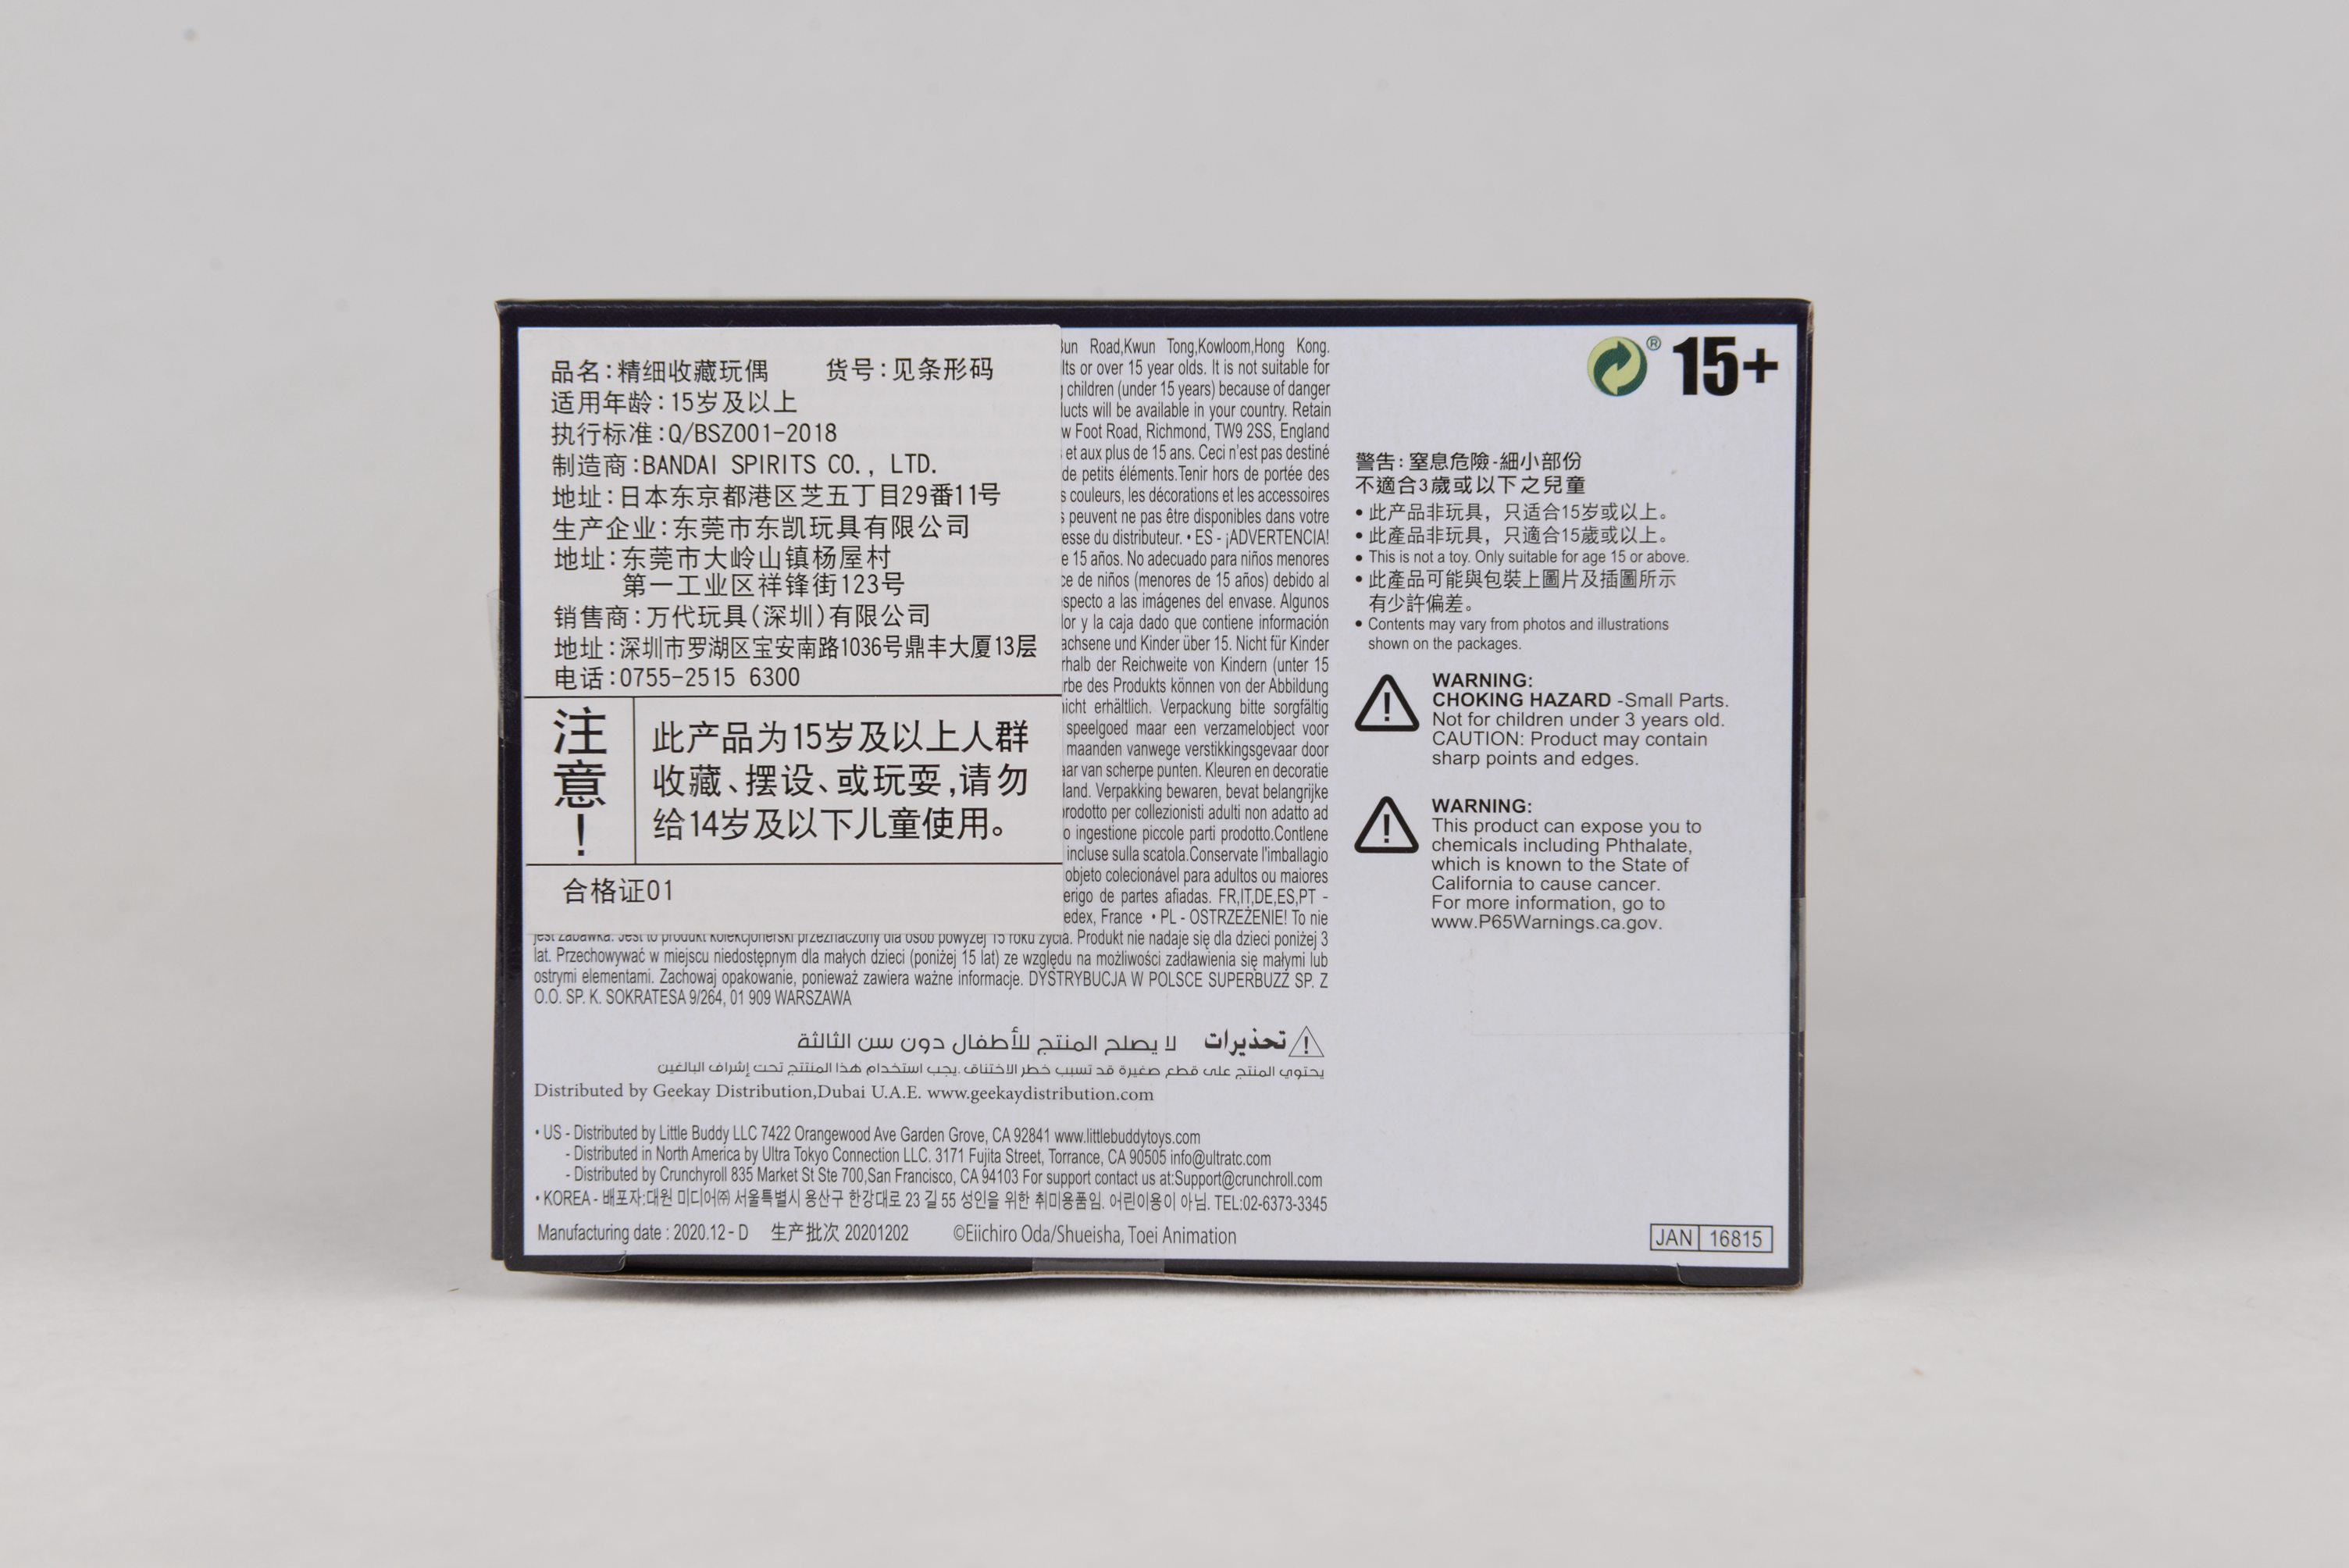 品名:精细收藏玩偶 货号:见条形码
适用年龄:15岁及以上
执行标准:Q/BSZ001-2018
制造商:BANDAI SPIRITS CO., LTD.
地址:日本东京都港区芝五丁目29番11号
生产企业:东莞市东凯玩具有限公司
地址:东莞市大岭山镇杨屋村
第一工业区祥锋街123号
销售商:万代玩具(深圳)有限公司
地址:深圳市罗湖区宝安南路1036号鼎丰大厦13层
电话:0755-2515 6300
注意!
此产品为15岁及以上人群
收藏、摆设、或玩耍,请勿
给14岁及以下儿童使用。
合格证01
Road,Kwun Tong,Kowloom,Hong Kong.
or over 15 year olds. It is not suitable for
children (under 15 years) because of danger
will be available in your country. Retain
Foot Road, Richmond, TW9 2SS, England
et aux plus de 15 ans. Ceci n'est pas destiné
de petits éléments.Tenir hors de portée des
couleurs, les décorations et les accessoires
peuvent ne pas être disponibles dans votre
du distributeur. • ES - ¡ADVERTENCIA!
15 años. No adecuado para niños menores
de niños (menores de 15 años) debido al
a las imágenes del envase. Algunos
y la caja dado que contiene información
und Kinder über 15. Nicht für Kinder
der Reichweite von Kindern (unter 15
des Produkts können von der Abbildung
erhältlich. Verpackung bitte sorgfältig
speelgoed maar een verzamelobject voor
maanden vanwege verstikkingsgevaar door
van scherpe punten. Kleuren en decoratie
Verpakking bewaren, bevat belangrijke
per collezionisti adulti non adatto ad
o ingestione piccole parti prodotto.Contlene
incluse sulla scatola.Conservate l'imballagio
objeto colecionável para adultos ou maiores
de partes afiadas. FR,IT,DE,ES,PT -
France • PL - OSTRZEŻENIE! To nie
jest zabawka. Jest to produkt kolekcjonerski przeznaczony dla osób powyżej 15 roku życia. Produkt nie nadaje się dla dzieci poniżej 3
lat. Przechowywać w miejscu niedostępnym dla małych dzieci (poniżej 15 lat) ze względu na możliwości zadławienia się małymi lub
ostrymi elementami. Zachowaj opakowanie, ponieważ zawiera ważne informacje. DYSTRYBUCJA W POLSCE SUPERBUZZ SP. Z
O.O. SP. K. SOKRATESA 9/264, 01 909 WARSZAWA
تحذيرات لا يصلح المنتج للأطفال دون سن الثالثة
يحتوي المنتج على قطع صغيرة قد تسبب خطر الاختناق .يجب استخدام هذا المنتج تحت إشراف البالغين
Distributed by Geekay Distribution,Dubai U.A.E. www.geekaydistribution.com
• US - Distributed by Little Buddy LLC 7422 Orangewood Ave Garden Grove, CA 92841 www.littlebuddytoys.com
- Distributed in North America by Ultra Tokyo Connection LLC. 3171 Fujita Street, Torrance, CA 90505 info@ultratc.com
- Distributed by Crunchyroll 835 Market St Ste 700,San Francisco, CA 94103 For support contact us at:Support@crunchroll.com
• KOREA - 배포자:대원 미디어㈜ 서울특별시 용산구 한강대로 23 길 55 성인을 위한 취미용품임. 어린이용이 아님. TEL:02-6373-3345
Manufacturing date : 2020.12 - D 生产批次 20201202 ©Eiichiro Oda/Shueisha, Toei Animation
® 15+
警告:窒息危險-細小部份
不適合3歲或以下之兒童
• 此产品非玩具，只适合15岁或以上。
• 此產品非玩具，只適合15歲或以上。
• This is not a toy. Only suitable for age 15 or above.
• 此產品可能與包裝上圖片及插圖所示
有少許偏差。
• Contents may vary from photos and illustrations
shown on the packages.
WARNING:
CHOKING HAZARD -Small Parts.
Not for children under 3 years old.
CAUTION: Product may contain
sharp points and edges.
WARNING:
This product can expose you to
chemicals including Phthalate,
which is known to the State of
California to cause cancer.
For more information, go to
www.P65Warnings.ca.gov.
JAN 16815